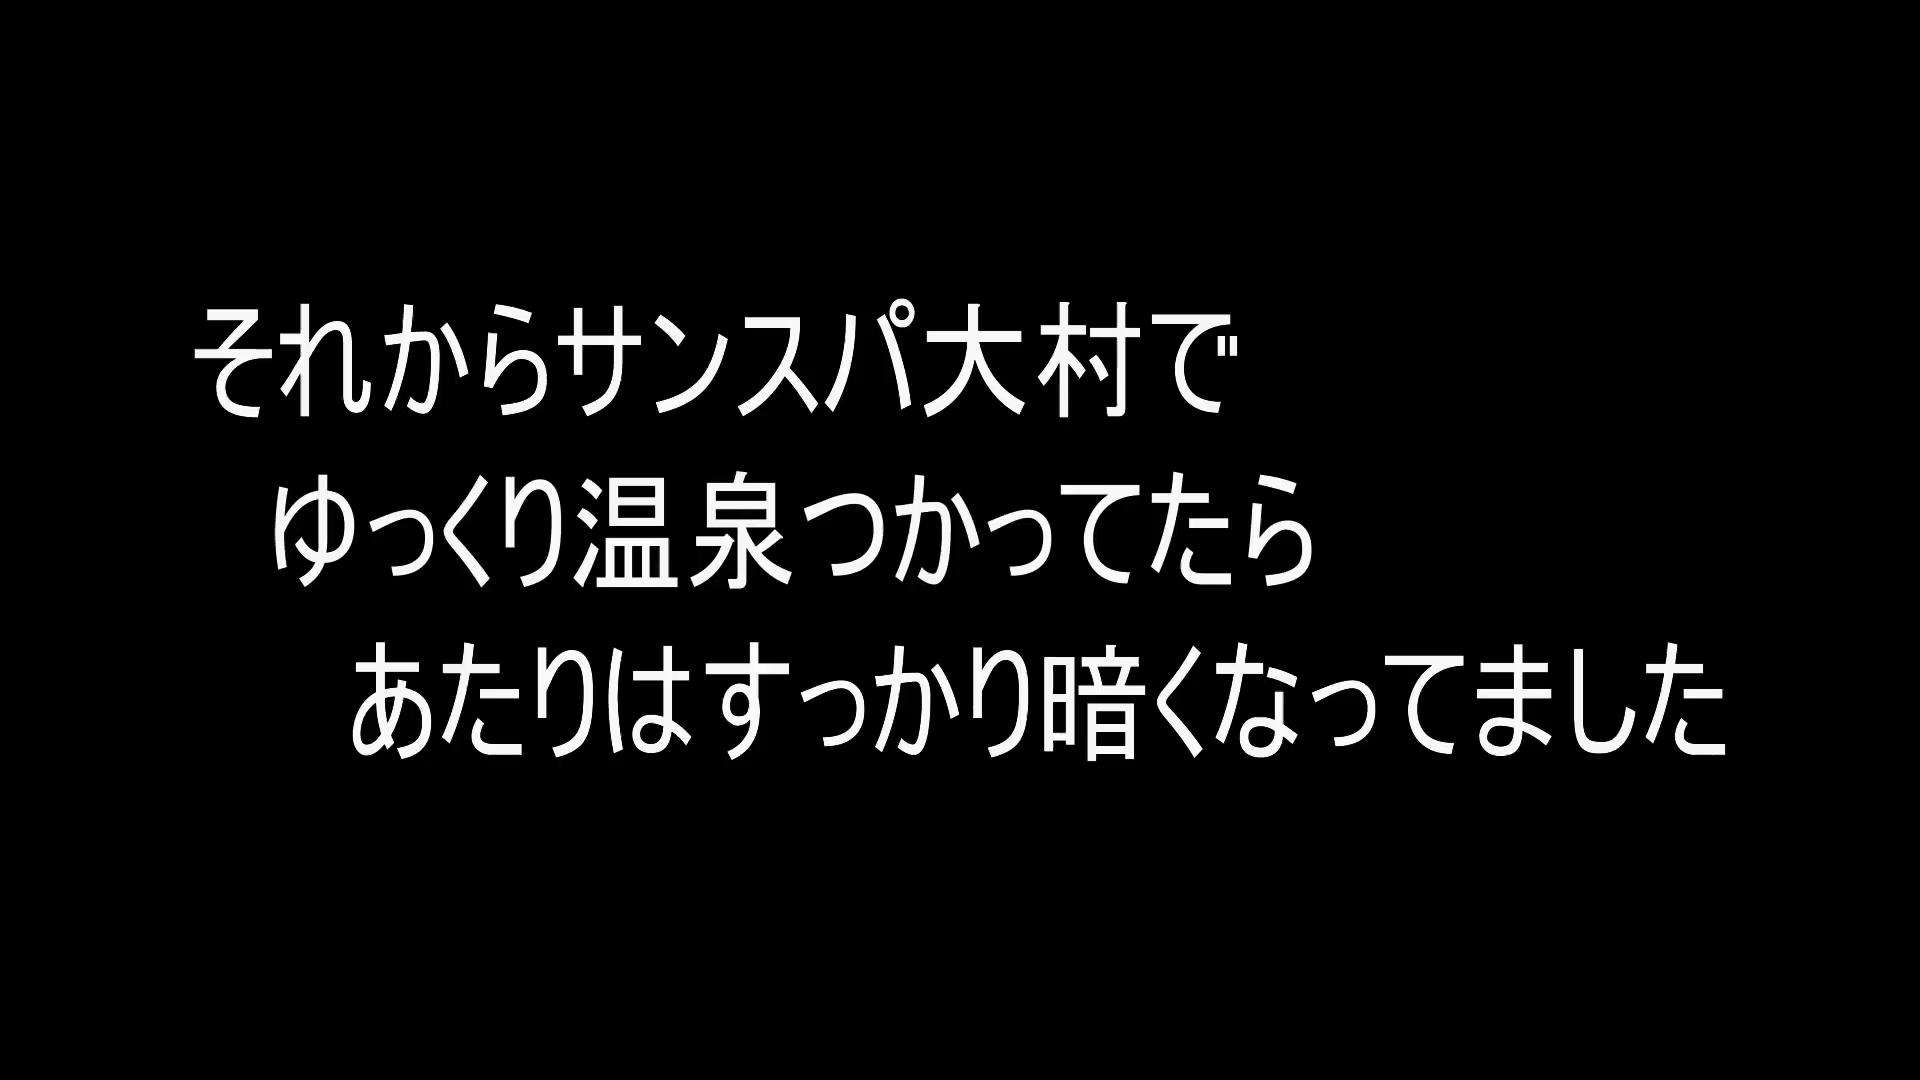 それからサンスパ大村で
ゆっくり温泉つかってたら
あたりはすっかり暗くなってました